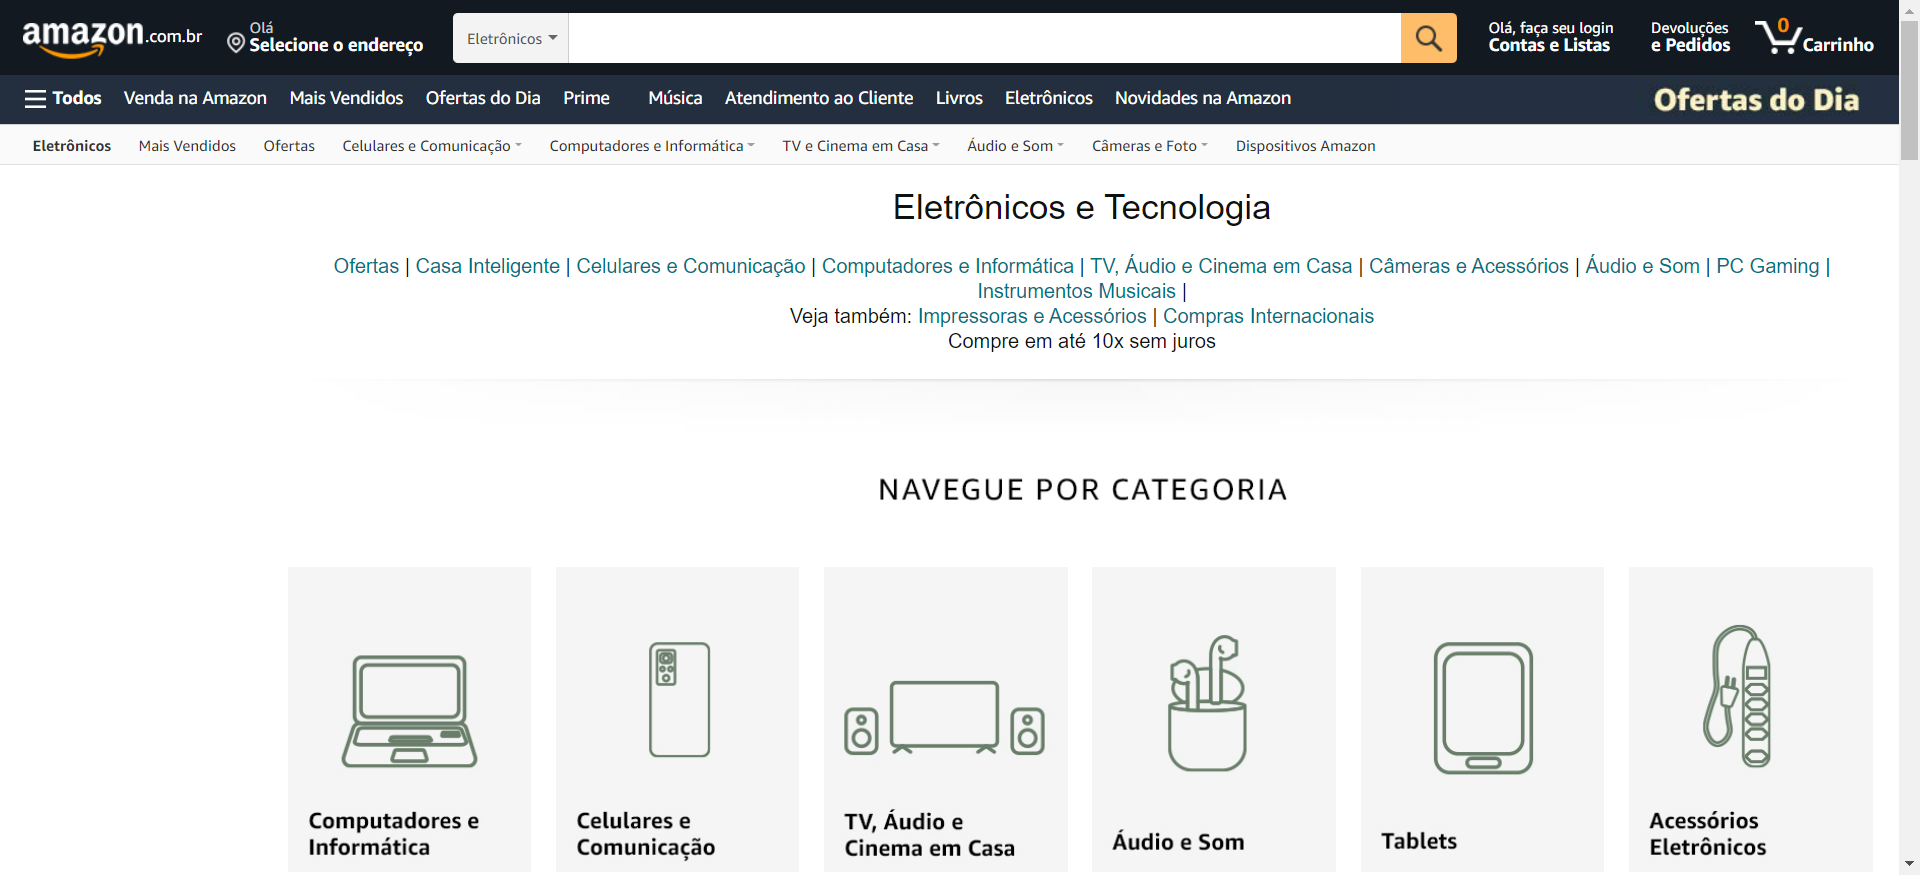 amazon.com.br
Olá
Selecione o endereço
Eletrônicos
Olá, faça seu login
Contas e Listas
Devoluções
e Pedidos
0
Carrinho
Todos Venda na Amazon Mais Vendidos Ofertas do Dia Prime Música Atendimento ao Cliente Livros Eletrônicos Novidades na Amazon Ofertas do Dia
Eletrônicos Mais Vendidos Ofertas Celulares e Comunicação Computadores e Informática TV e Cinema em Casa Áudio e Som Câmeras e Foto Dispositivos Amazon
Eletrônicos e Tecnologia
Ofertas | Casa Inteligente | Celulares e Comunicação | Computadores e Informática | TV, Áudio e Cinema em Casa | Câmeras e Acessórios | Áudio e Som | PC Gaming |
Instrumentos Musicais |
Veja também: Impressoras e Acessórios | Compras Internacionais
Compre em até 10x sem juros
NAVEGUE POR CATEGORIA
Computadores e
Informática
Celulares e
Comunicação
TV, Áudio e
Cinema em Casa
Áudio e Som
Tablets
Acessórios
Eletrônicos